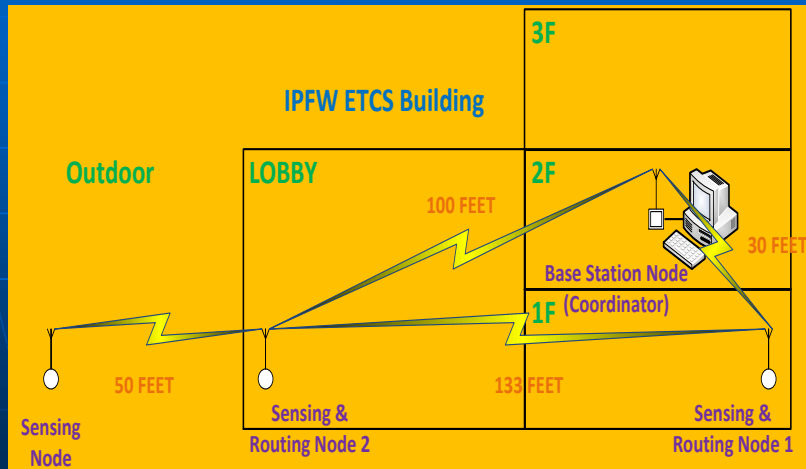 3F
IPFW ETCS Building
Outdoor
LOBBY
2F
100 FEET
30 FEET
Base Station Node
(Coordinator)
1F
50 FEET
133 FEET
Sensing
Node
Sensing &
Routing Node 2
Sensing &
Routing Node 1